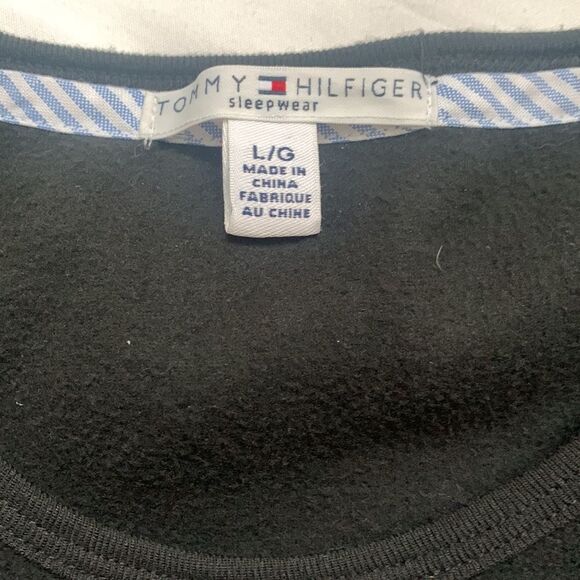 TOMMY HILFIGER
sleepwear
L/G
MADE IN
CHINA
FABRIQUE
AU CHINE